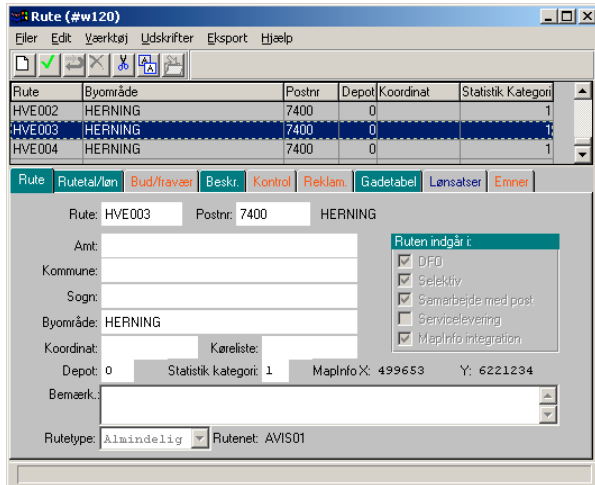 Rute (#w120)
Filer Edit Værktøj Udskrifter Eksport Hjælp
Rute Byområde Postnr Depot Koordinat Statistik Kategori
HVE002 HERNING 7400 0 1
HVE003 HERNING 7400 0 1
HVE004 HERNING 7400 0 1
Rute Rutetal/løn Bud/fravær Beskr. Kontrol Reklam. Gadetabel Lønsatser Emner
Rute: HVE003 Postnr: 7400 HERNING
Amt:
Kommune:
Sogn:
Byområde: HERNING
Koordinat: Køreliste:
Depot: 0 Statistik kategori: 1 MapInfo X: 499653 Y: 6221234
Bemærk.:
Rutetype: Almindelig Rutenet: AVIS01
Ruten indgår i:
DFO
Selektiv
Samarbejde med post
Servicelevering
MapInfo integration